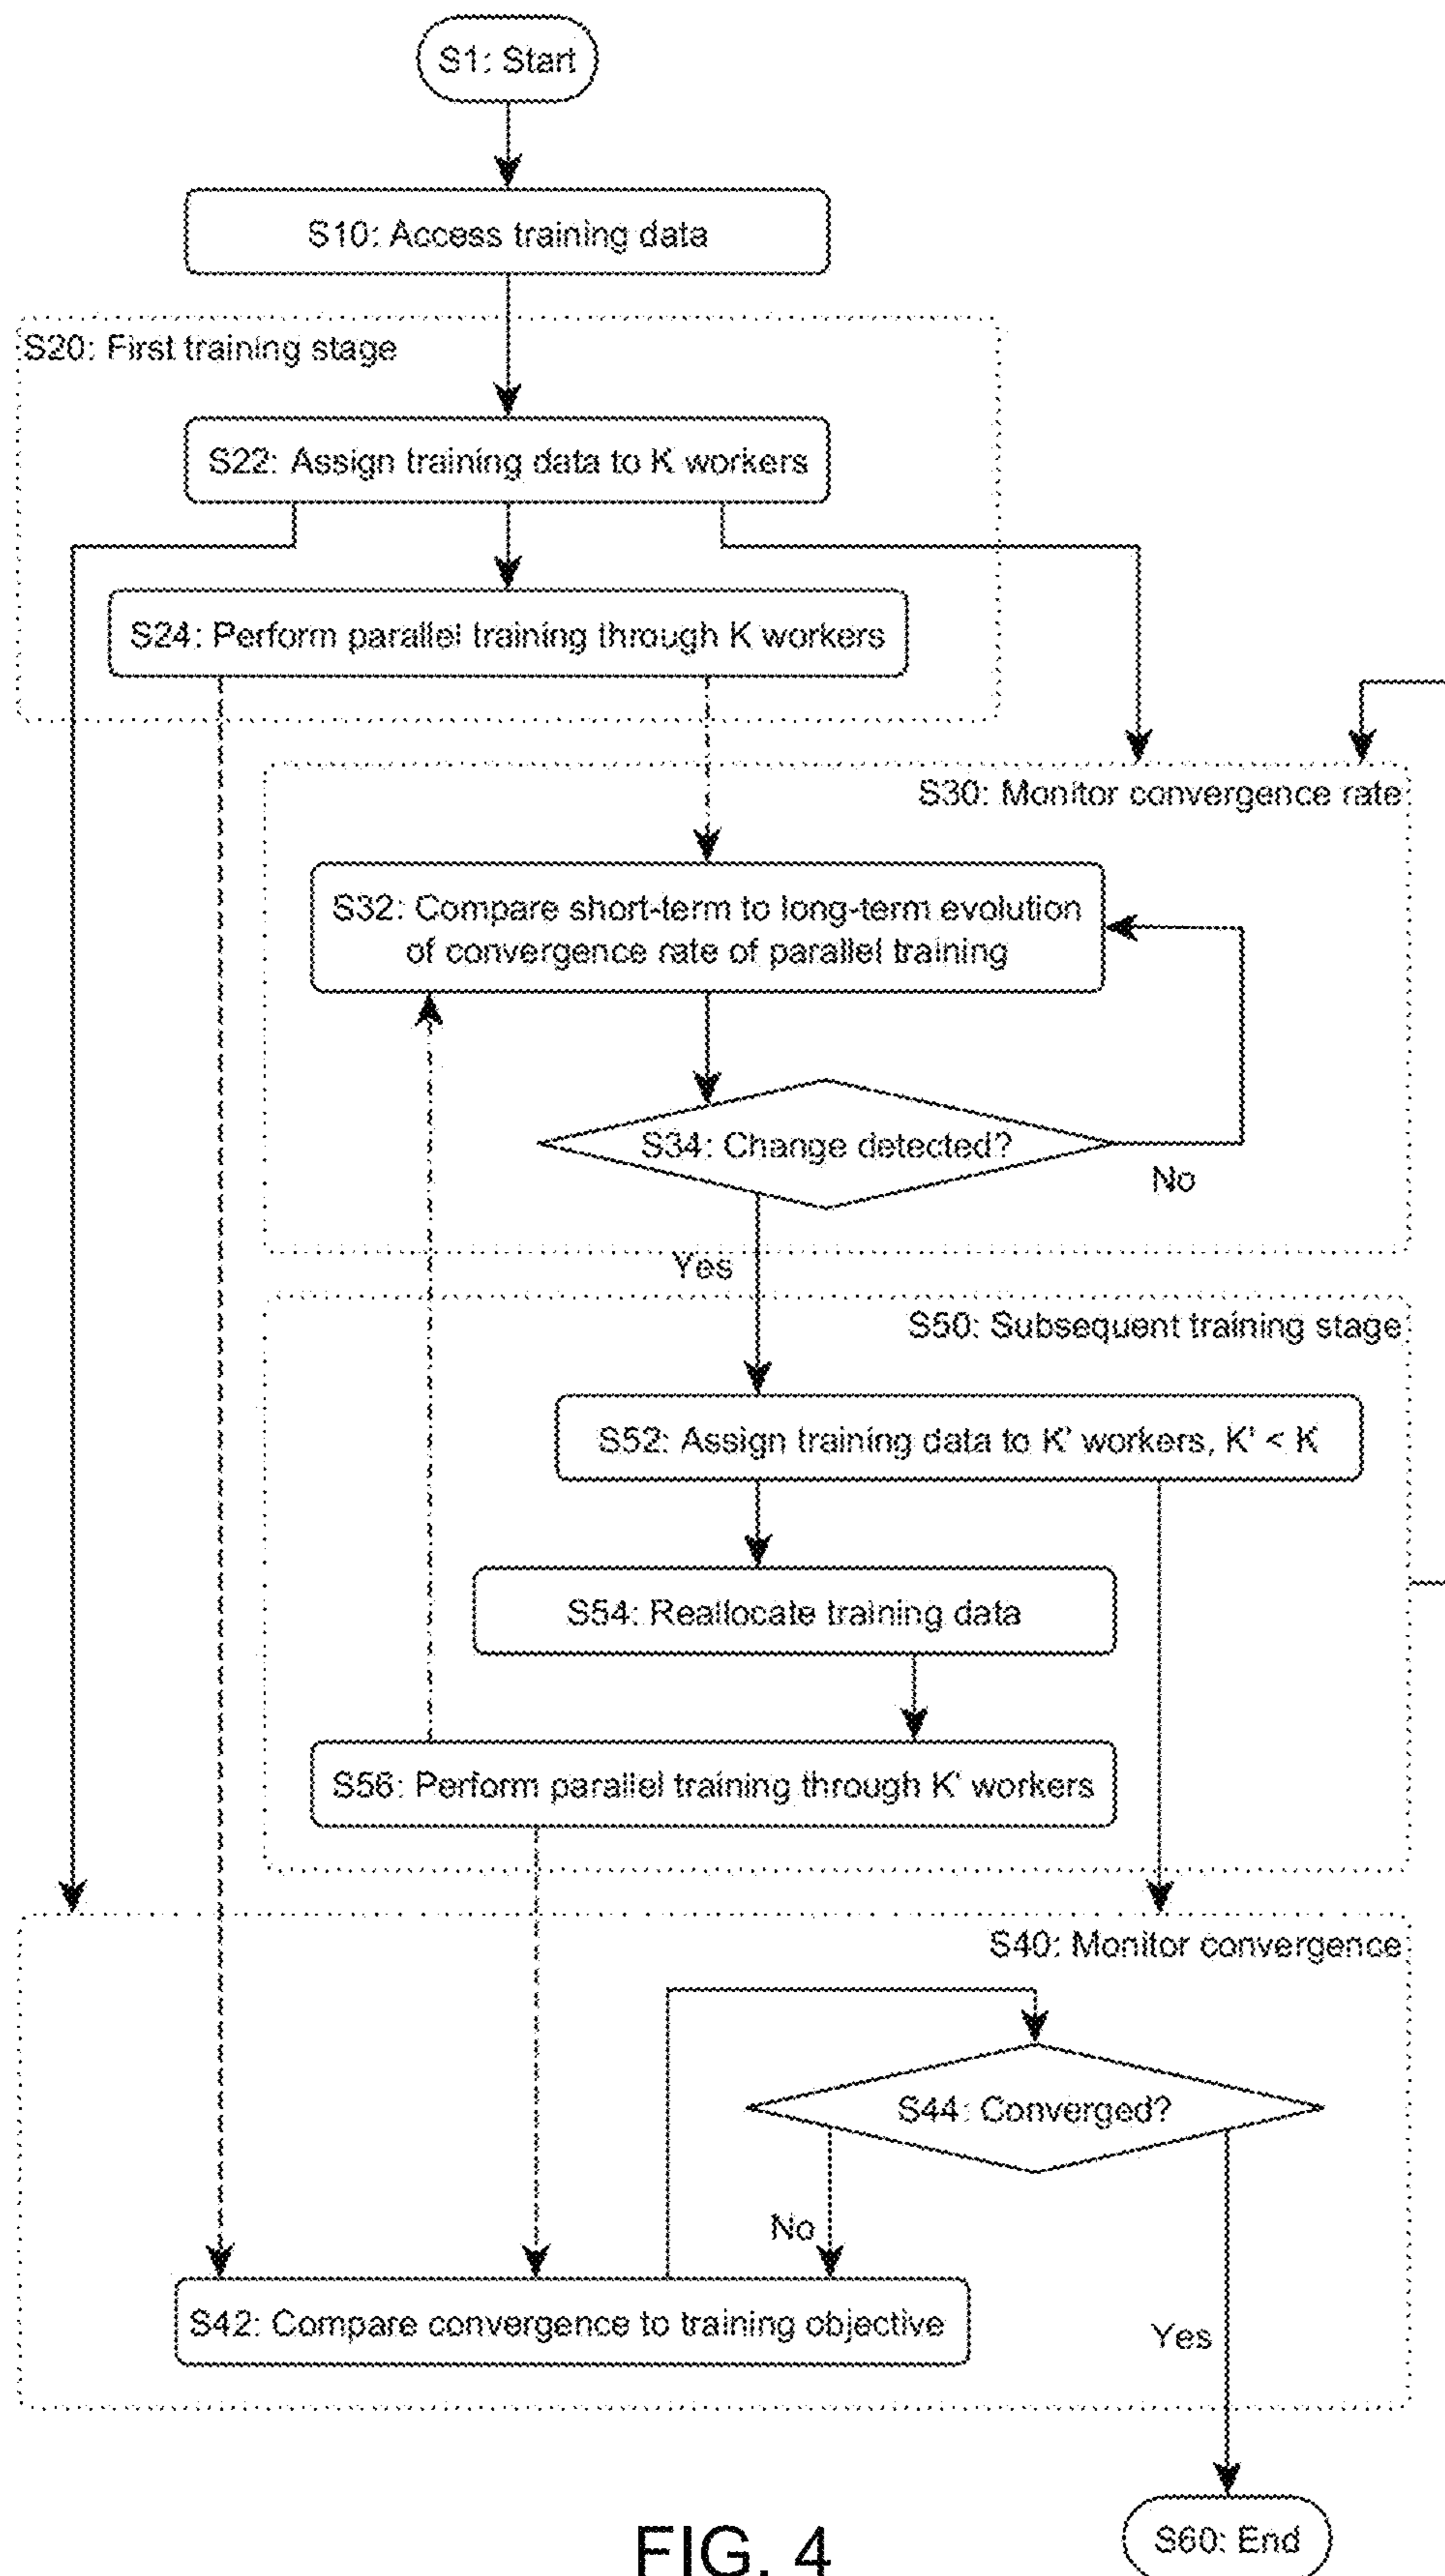 S1: Start
S10: Access training data
S20: First training stage
S22: Assign training data to K workers
S24: Perform parallel training through K workers
S30: Monitor convergence rate
S32: Compare short-term to long-term evolution
of convergence rate of parallel training
S34: Change detected?
No
Yes
S50: Subsequent training stage
S52: Assign training data to K' workers, K' < K
S54: Reallocate training data
S56: Perform parallel training through K' workers
S40: Monitor convergence
S44: Converged?
No
S42: Compare convergence to training objective
Yes
S60: End
FIG. 4